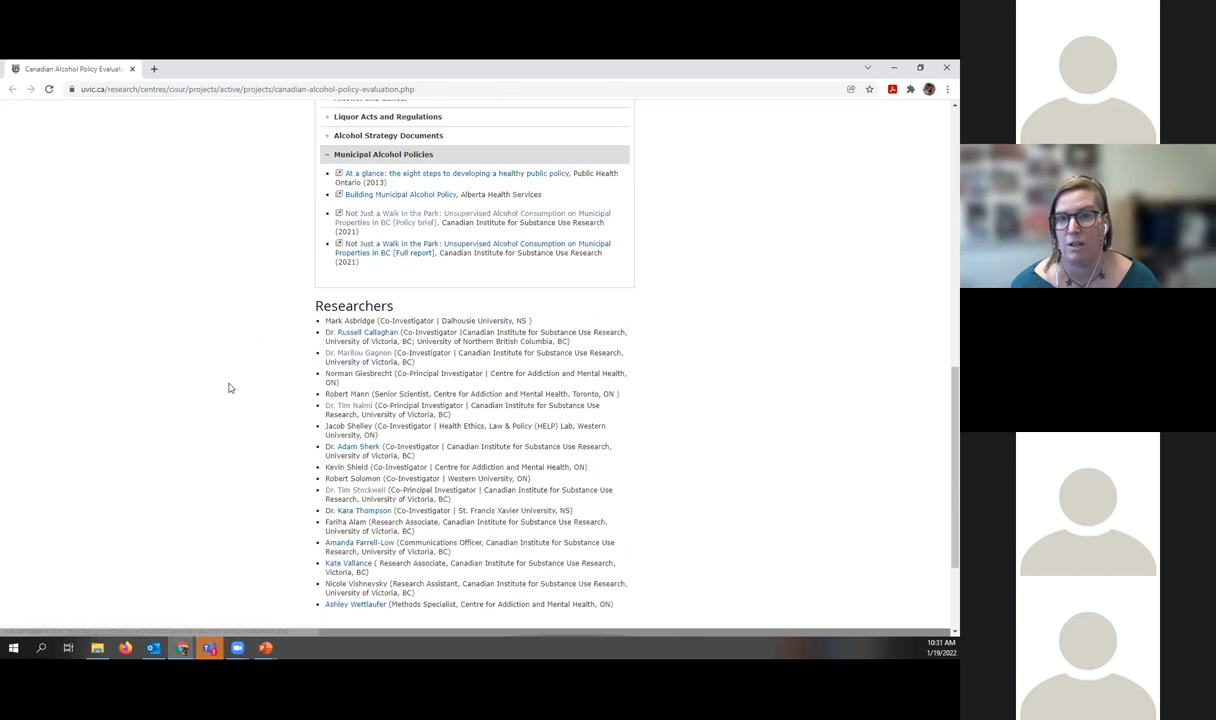 Canadian Alcohol Policy Evaluati
uvic.ca/research/centres/cisur/projects/active/projects/canadian-alcohol-policy-evaluation.php
Liquor Acts and Regulations
Alcohol Strategy Documents
Municipal Alcohol Policies
At a glance: the eight steps to developing a healthy public policy, Public Health
Ontario (2013)
Building Municipal Alcohol Policy, Alberta Health Services
Not Just a Walk in the Park: Unsupervised Alcohol Consumption on Municipal
Properties in BC [Policy brief], Canadian Institute for Substance Use Research
(2021)
Not Just a Walk in the Park: Unsupervised Alcohol Consumption on Municipal
Properties in BC [Full report], Canadian Institute for Substance Use Research
(2021)
Researchers
Mark Asbridge (Co-Investigator | Dalhousie University, NS )
Dr. Russell Callaghan (Co-Investigator |Canadian Institute for Substance Use Research,
University of Victoria, BC; University of Northern British Columbia, BC)
Dr. Marilou Gagnon (Co-Investigator | Canadian Institute for Substance Use Research,
University of Victoria, BC)
Norman Giesbrecht (Co-Principal Investigator | Centre for Addiction and Mental Health,
ON)
Robert Mann (Senior Scientist, Centre for Addiction and Mental Health, Toronto, ON )
Dr. Tim Naimi (Co-Principal Investigator | Canadian Institute for Substance Use
Research, University of Victoria, BC)
Jacob Shelley (Co-Investigator | Health Ethics, Law & Policy (HELP) Lab, Western
University, ON)
Dr. Adam Sherk (Co-Investigator | Canadian Institute for Substance Use Research,
University of Victoria, BC)
Kevin Shield (Co-Investigator | Centre for Addiction and Mental Health, ON)
Robert Solomon (Co-Investigator | Western University, ON)
Dr. Tim Stockwell (Co-Principal Investigator | Canadian Institute for Substance Use
Research, University of Victoria, BC)
Dr. Kara Thompson (Co-Investigator | St. Francis Xavier University, NS)
Fariha Alam (Research Associate, Canadian Institute for Substance Use Research,
University of Victoria, BC)
Amanda Farrell-Low (Communications Officer, Canadian Institute for Substance Use
Research, University of Victoria, BC)
Kate Vallance ( Research Associate, Canadian Institute for Substance Use Research,
Victoria, BC)
Nicole Vishnevsky (Research Assistant, Canadian Institute for Substance Use Research,
University of Victoria, BC)
Ashley Wettlaufer (Methods Specialist, Centre for Addiction and Mental Health, ON)
10:31 AM
1/19/2022